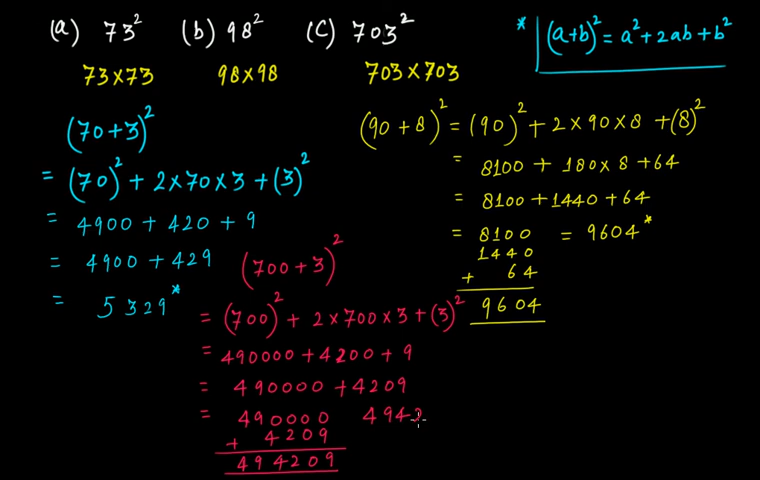 (a) 73² (b) 98² (C) 703²
* (a+b)² = a² + 2ab + b²
73×73 98×98 703×703
(70+3)²
= (70)² + 2×70×3 + (3)²
= 4900 + 420 + 9
= 4900 + 429
= 5329*
(90+8)² = (90)² + 2×90×8 + (8)²
= 8100 + 180×8 + 64
= 8100 + 1440 + 64
= 8100 = 9604*
1440
+ 64
9604
(700+3)²
= (700)² + 2×700×3 + (3)²
= 490000 + 4200 + 9
= 490000 + 4209
= 490000 4942
+ 4209
494209